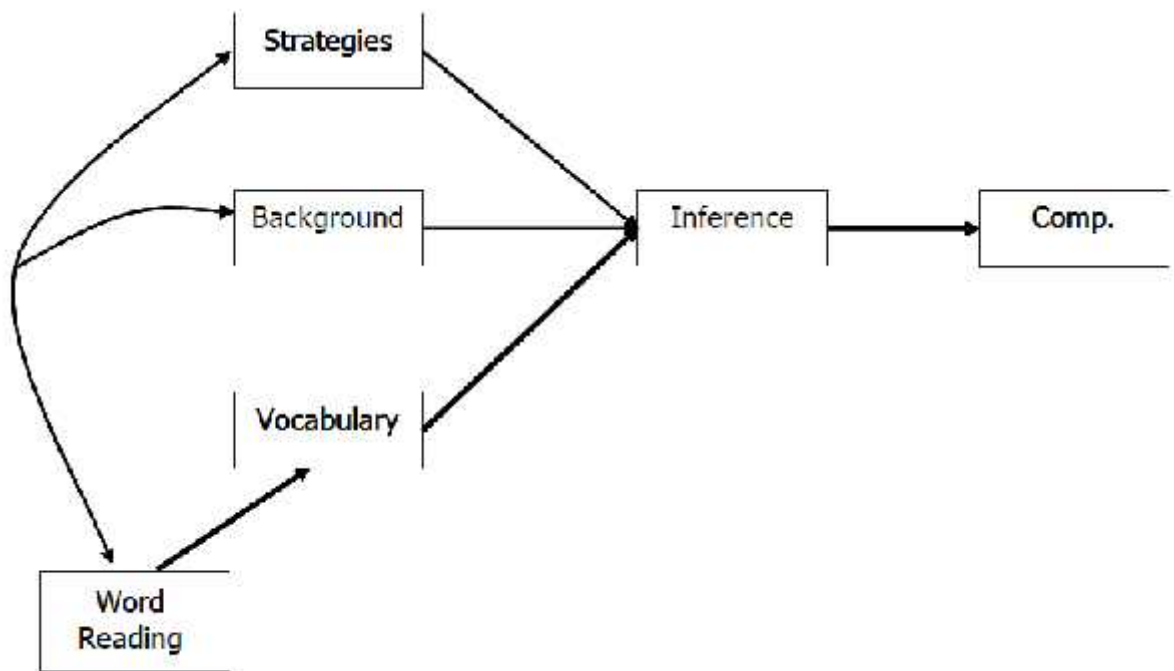 Strategies
Background
Inference
Comp.
Vocabulary
Word
Reading